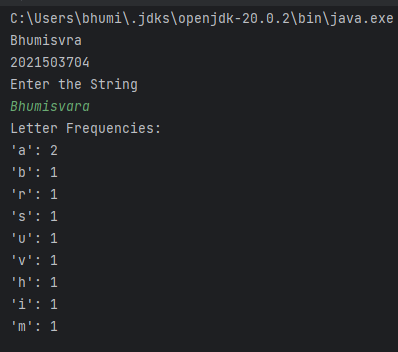 C:\Users\bhumi\.jdks\openjdk-20.0.2\bin\java.exe
Bhumisvra
2021503704
Enter the String
Bhumisvara
Letter Frequencies:
'a': 2
'b': 1
'r': 1
's': 1
'u': 1
'v': 1
'h': 1
'i': 1
'm': 1